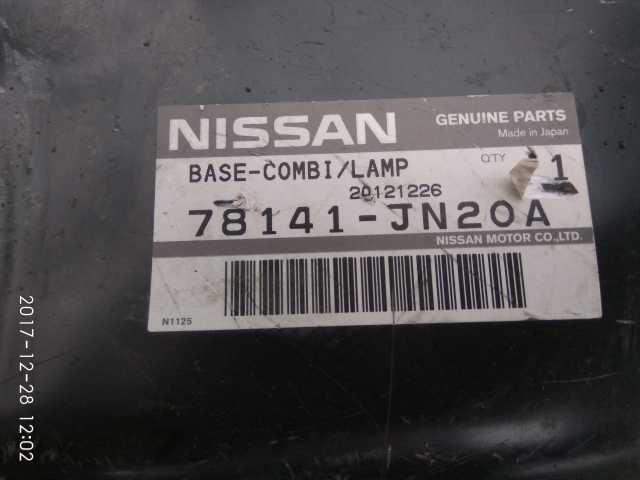 NISSAN
GENUINE PARTS
Made in Japan
BASE-COMBI/LAMP
QTY 1
20121226
78141-JN20A
NISSAN MOTOR CO.,LTD.
N1125
2017-12-28 12:02